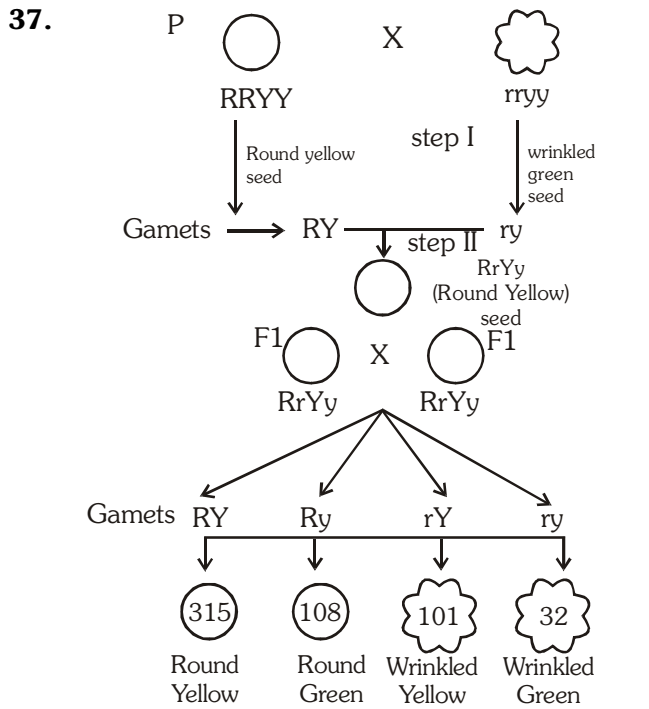 37.
P X
RRYY rryy
step I
Round yellow
seed
wrinkled
green
seed
Gamets RY ry
step II
RrYy
(Round Yellow)
seed
F1 X F1
RrYy RrYy
Gamets RY Ry rY ry
315 108 101 32
Round Round Wrinkled Wrinkled
Yellow Green Yellow Green